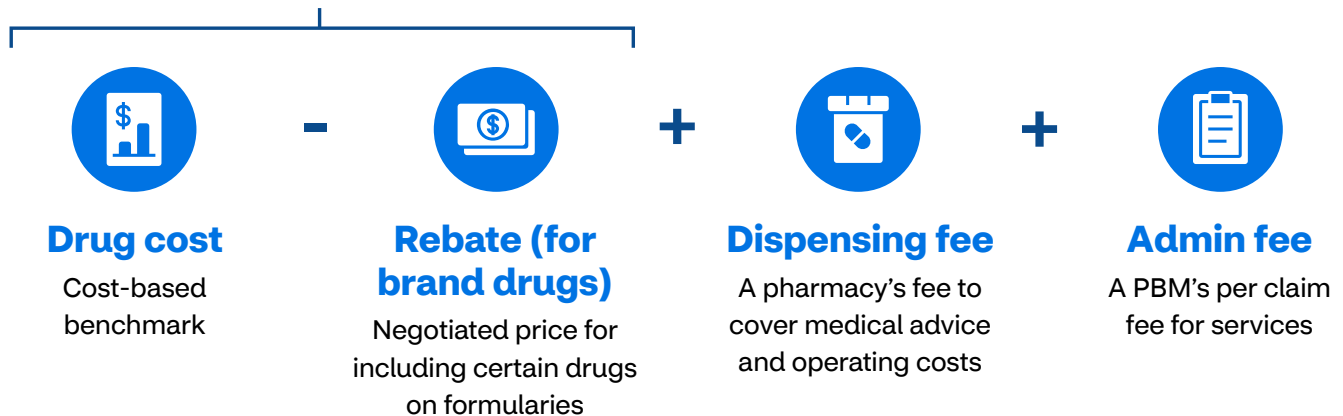 $
-
$
+
+
Drug cost
Cost-based
benchmark
Rebate (for
brand drugs)
Negotiated price for
including certain drugs
on formularies
Dispensing fee
A pharmacy’s fee to
cover medical advice
and operating costs
Admin fee
A PBM’s per claim
fee for services